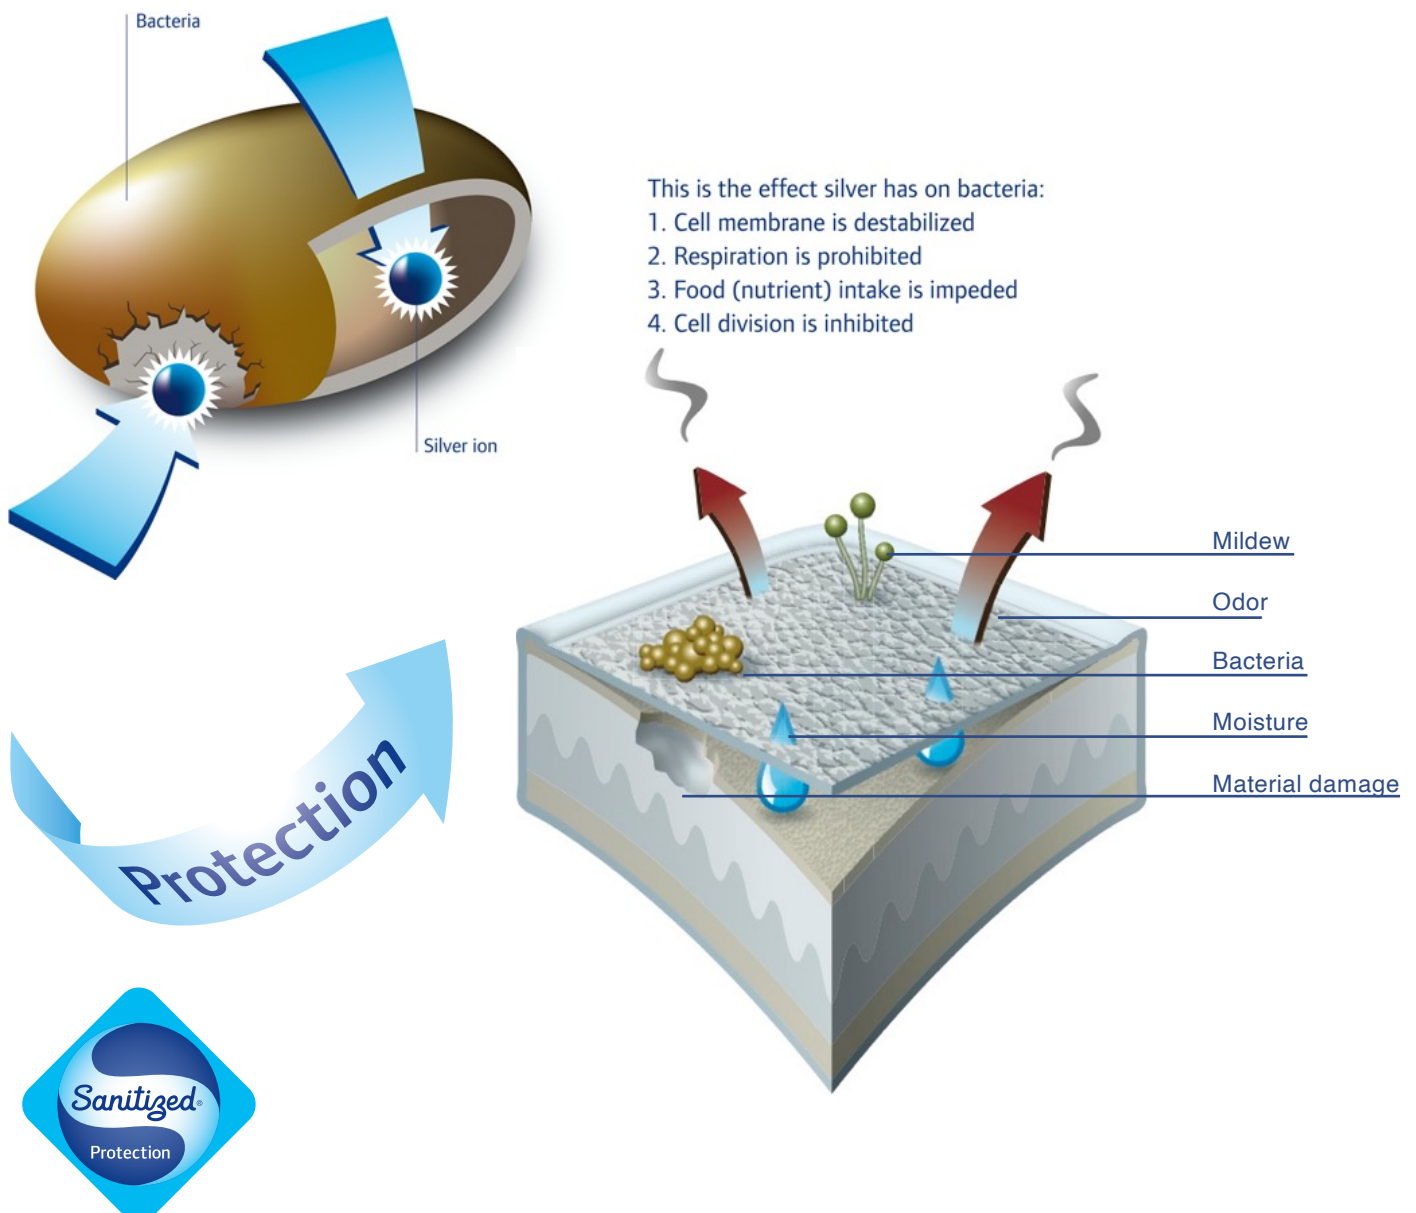 Bacteria
This is the effect silver has on bacteria:
1. Cell membrane is destabilized
2. Respiration is prohibited
3. Food (nutrient) intake is impeded
4. Cell division is inhibited
Silver ion
Mildew
Odor
Bacteria
Moisture
Material damage
Protection
Sanitized®
Protection